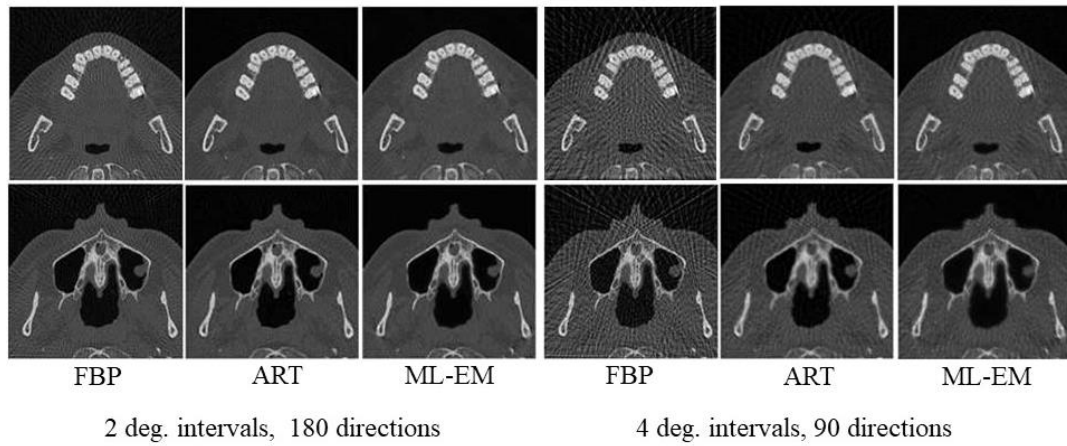 FBP ART ML-EM FBP ART ML-EM
2 deg. intervals, 180 directions 4 deg. intervals, 90 directions